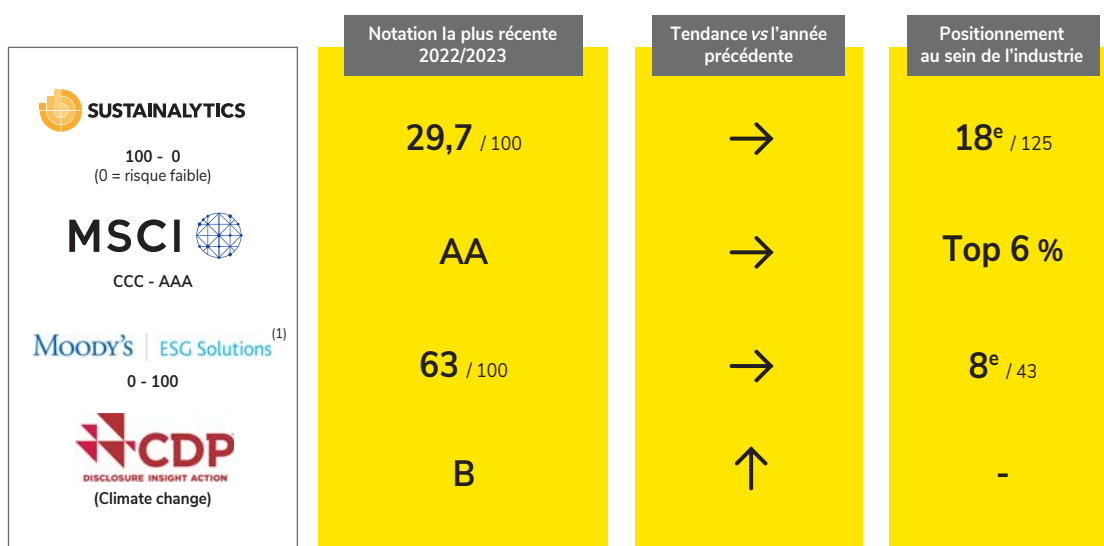 Notation la plus récente
2022/2023
Tendance vs l'année
précédente
Positionnement
au sein de l'industrie
SUSTAINALYTICS
100 - 0
(0 = risque faible)
29,7 / 100
→
18e / 125
MSCI
CCC - AAA
AA
→
Top 6 %
MOODY'S | ESG Solutions(1)
0 - 100
63 / 100
→
8e / 43
CDP
DISCLOSURE INSIGHT ACTION
(Climate change)
B
↑
-